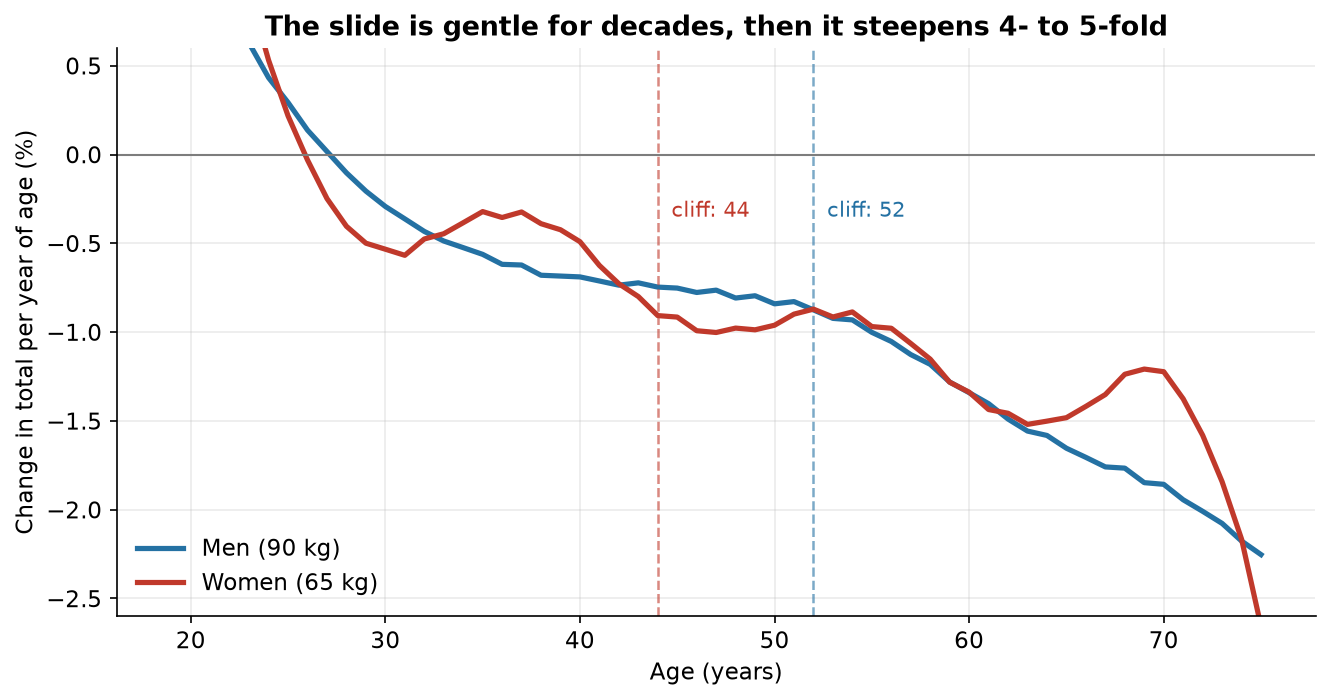 The slide is gentle for decades, then it steepens 4- to 5-fold
Change in total per year of age (%)
0.5
0.0
−0.5
−1.0
−1.5
−2.0
−2.5
cliff: 44
cliff: 52
Men (90 kg)
Women (65 kg)
20
30
40
50
60
70
Age (years)